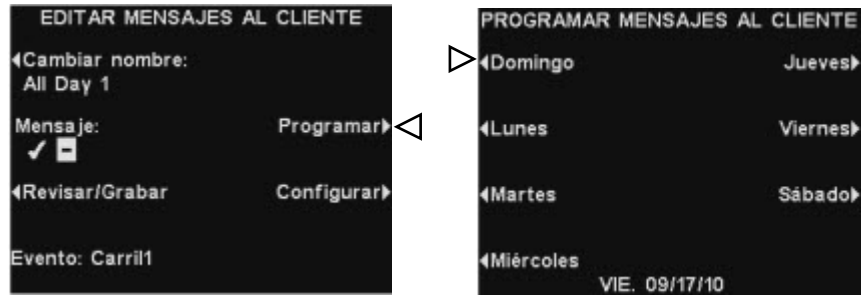 EDITAR MENSAJES AL CLIENTE
Cambiar nombre:
All Day 1
Mensaje:
Programar
Revisar/Grabar
Configurar
Evento: Carril1
PROGRAMAR MENSAJES AL CLIENTE
Domingo
Jueves
Lunes
Viernes
Martes
Sábado
Miércoles
VIE. 09/17/10